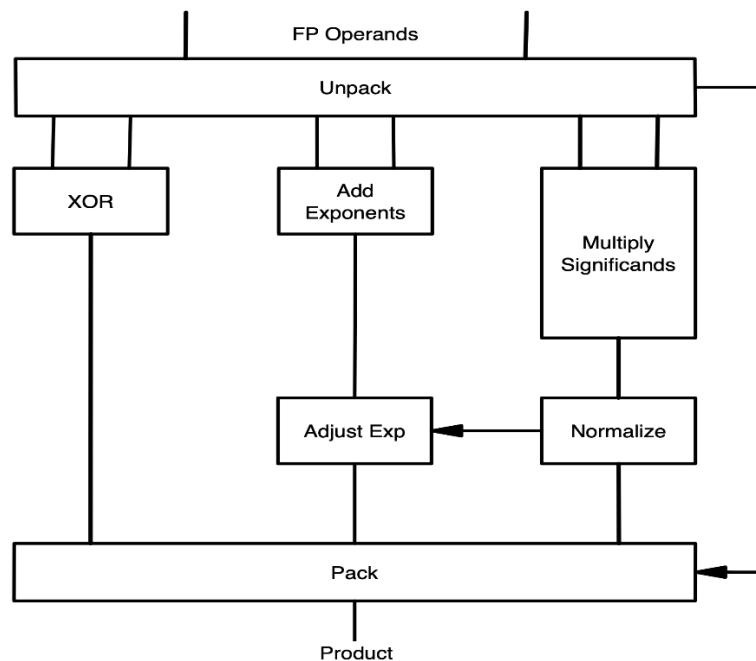 FP Operands
Unpack
XOR
Add
Exponents
Multiply
Significands
Adjust Exp
Normalize
Pack
Product